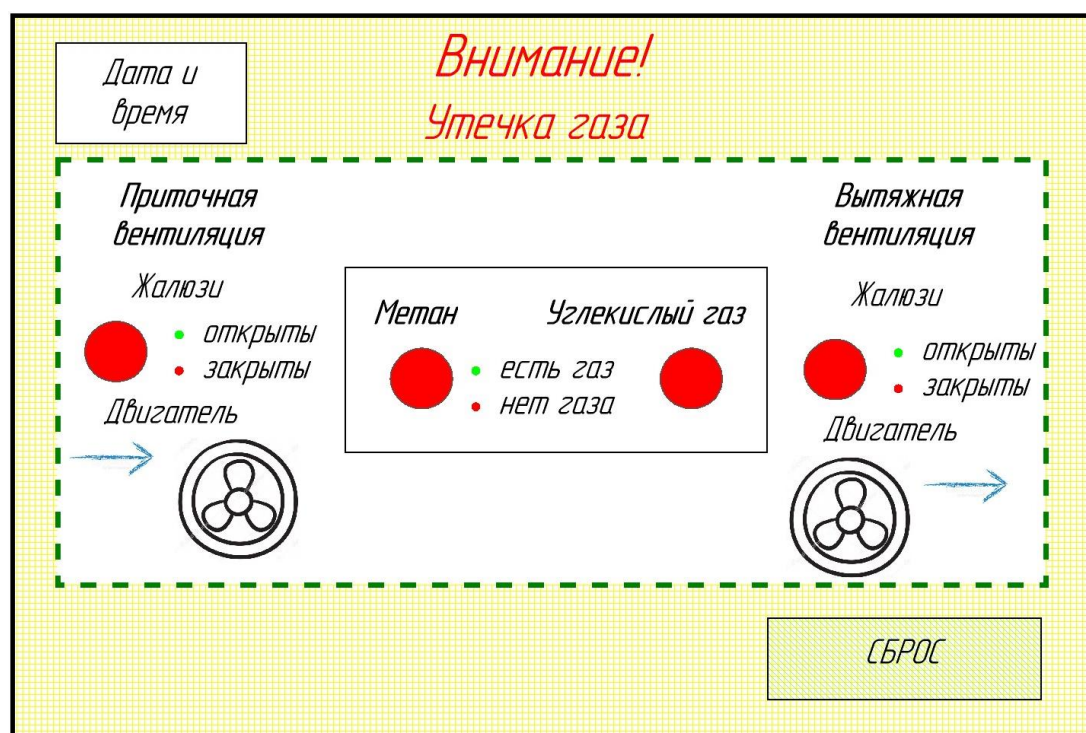 Дата и
время
Внимание!
Утечка газа
Приточная
вентиляция
Жалюзи
открыты
закрыты
Двигатель
Метан
Углекислый газ
есть газ
нет газа
Вытяжная
вентиляция
Жалюзи
открыты
закрыты
Двигатель
СБРОС